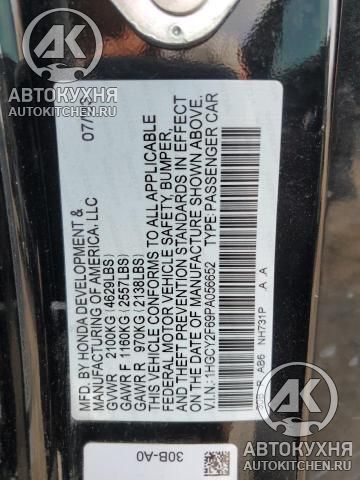 АВТОКУХНЯ
AUTOKITCHEN.RU
MFD. BY HONDA DEVELOPMENT &
MANUFACTURING OF AMERICA, LLC
GVWR 2100KG (4629LBS)
GAWR F 1160KG (2557LBS)
GAWR R 970KG (2138LBS)
THIS VEHICLE CONFORMS TO ALL APPLICABLE
FEDERAL MOTOR VEHICLE SAFETY, BUMPER,
AND THEFT PREVENTION STANDARDS IN EFFECT
ON THE DATE OF MANUFACTURE SHOWN ABOVE.
V.I.N.: 1HGCY2F69PA056652 TYPE: PASSENGER CAR
AB6 NH731P A A
30B-A0
АВТОКУХНЯ
AUTOKITCHEN.RU